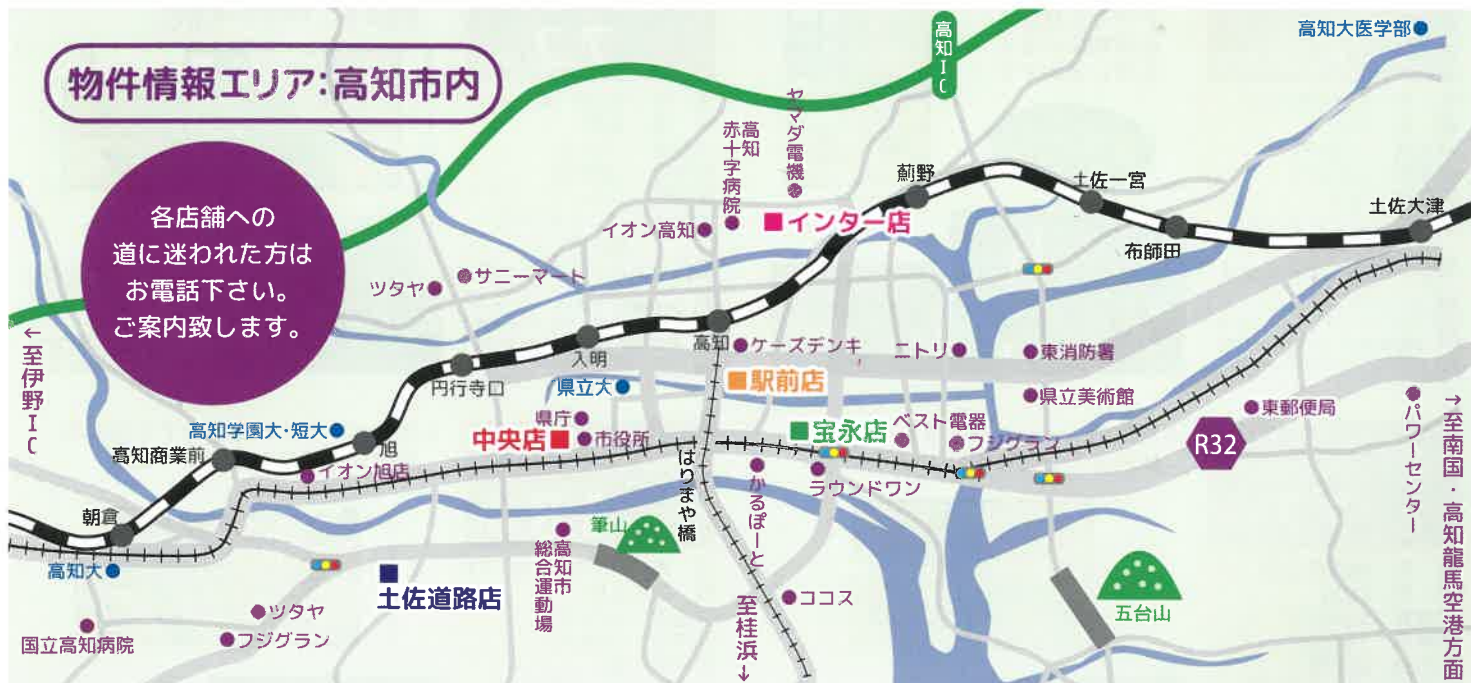 物件情報エリア:高知市内
各店舗への
道に迷われた方は
お電話下さい。
ご案内致します。
高知IC
高知大医学部
ヤマダ電機
高知
赤十字病院
イオン高知
インター店
薊野
土佐一宮
布師田
土佐大津
サニーマート
ツタヤ
←至伊野IC
高知
ケーズデンキ
入明
円行寺口
県立大
駅前店
ニトリ
東消防署
県立美術館
東郵便局
パワーセンター
→至南国・高知龍馬空港方面
R32
県庁
市役所
中央店
宝永店
ベスト電器
フジグラン
ラウンドワン
かるぽーと
はりまや橋
高知学園大・短大
旭
高知商業前
イオン旭店
朝倉
高知大
土佐道路店
高知市
総合運動場
筆山
ココス
至桂浜→
五台山
ツタヤ
フジグラン
国立高知病院